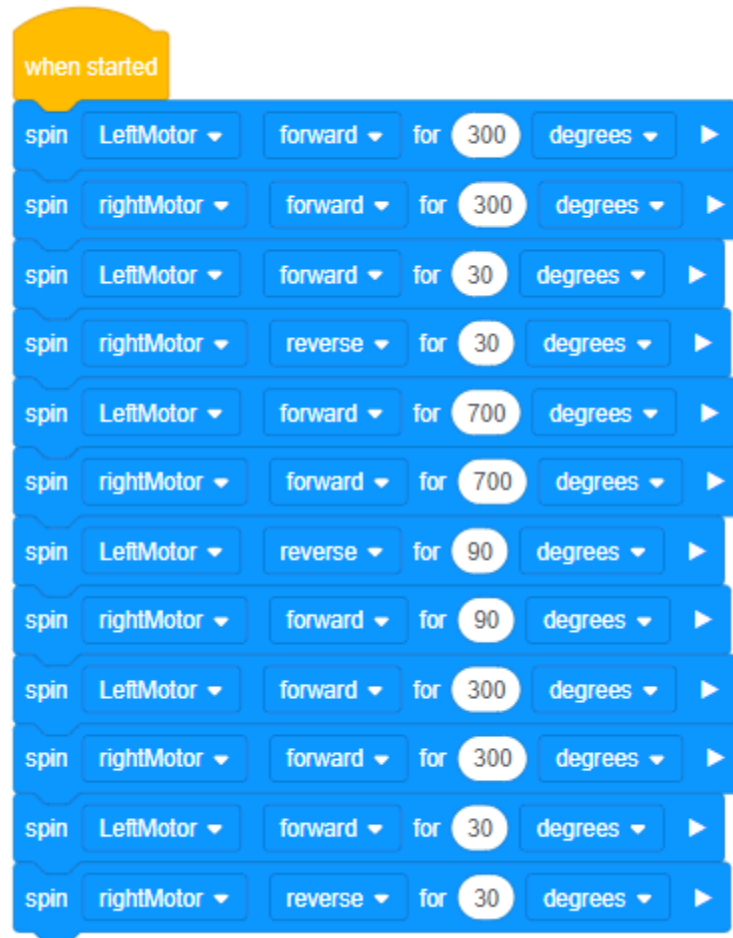 when started
spin LeftMotor forward for 300 degrees
spin rightMotor forward for 300 degrees
spin LeftMotor forward for 30 degrees
spin rightMotor reverse for 30 degrees
spin LeftMotor forward for 700 degrees
spin rightMotor forward for 700 degrees
spin LeftMotor reverse for 90 degrees
spin rightMotor forward for 90 degrees
spin LeftMotor forward for 300 degrees
spin rightMotor forward for 300 degrees
spin LeftMotor forward for 30 degrees
spin rightMotor reverse for 30 degrees